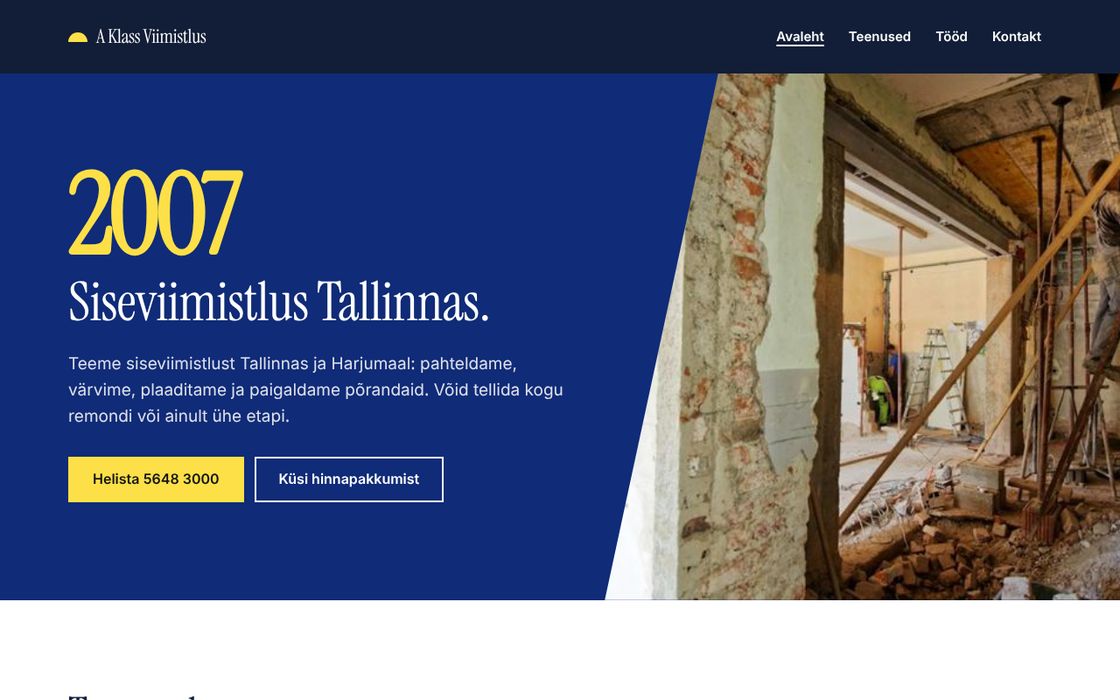 A Klass Viimistlus
Avaleht Teenused Tööd Kontakt
2007
Siseviimistlus Tallinnas.
Teeme siseviimistlust Tallinnas ja Harjumaal: pahteldame,
värvime, plaaditame ja paigaldame põrandaid. Võid tellida kogu
remondi või ainult ühe etapi.
Helista 5648 3000
Küsi hinnapakkumist